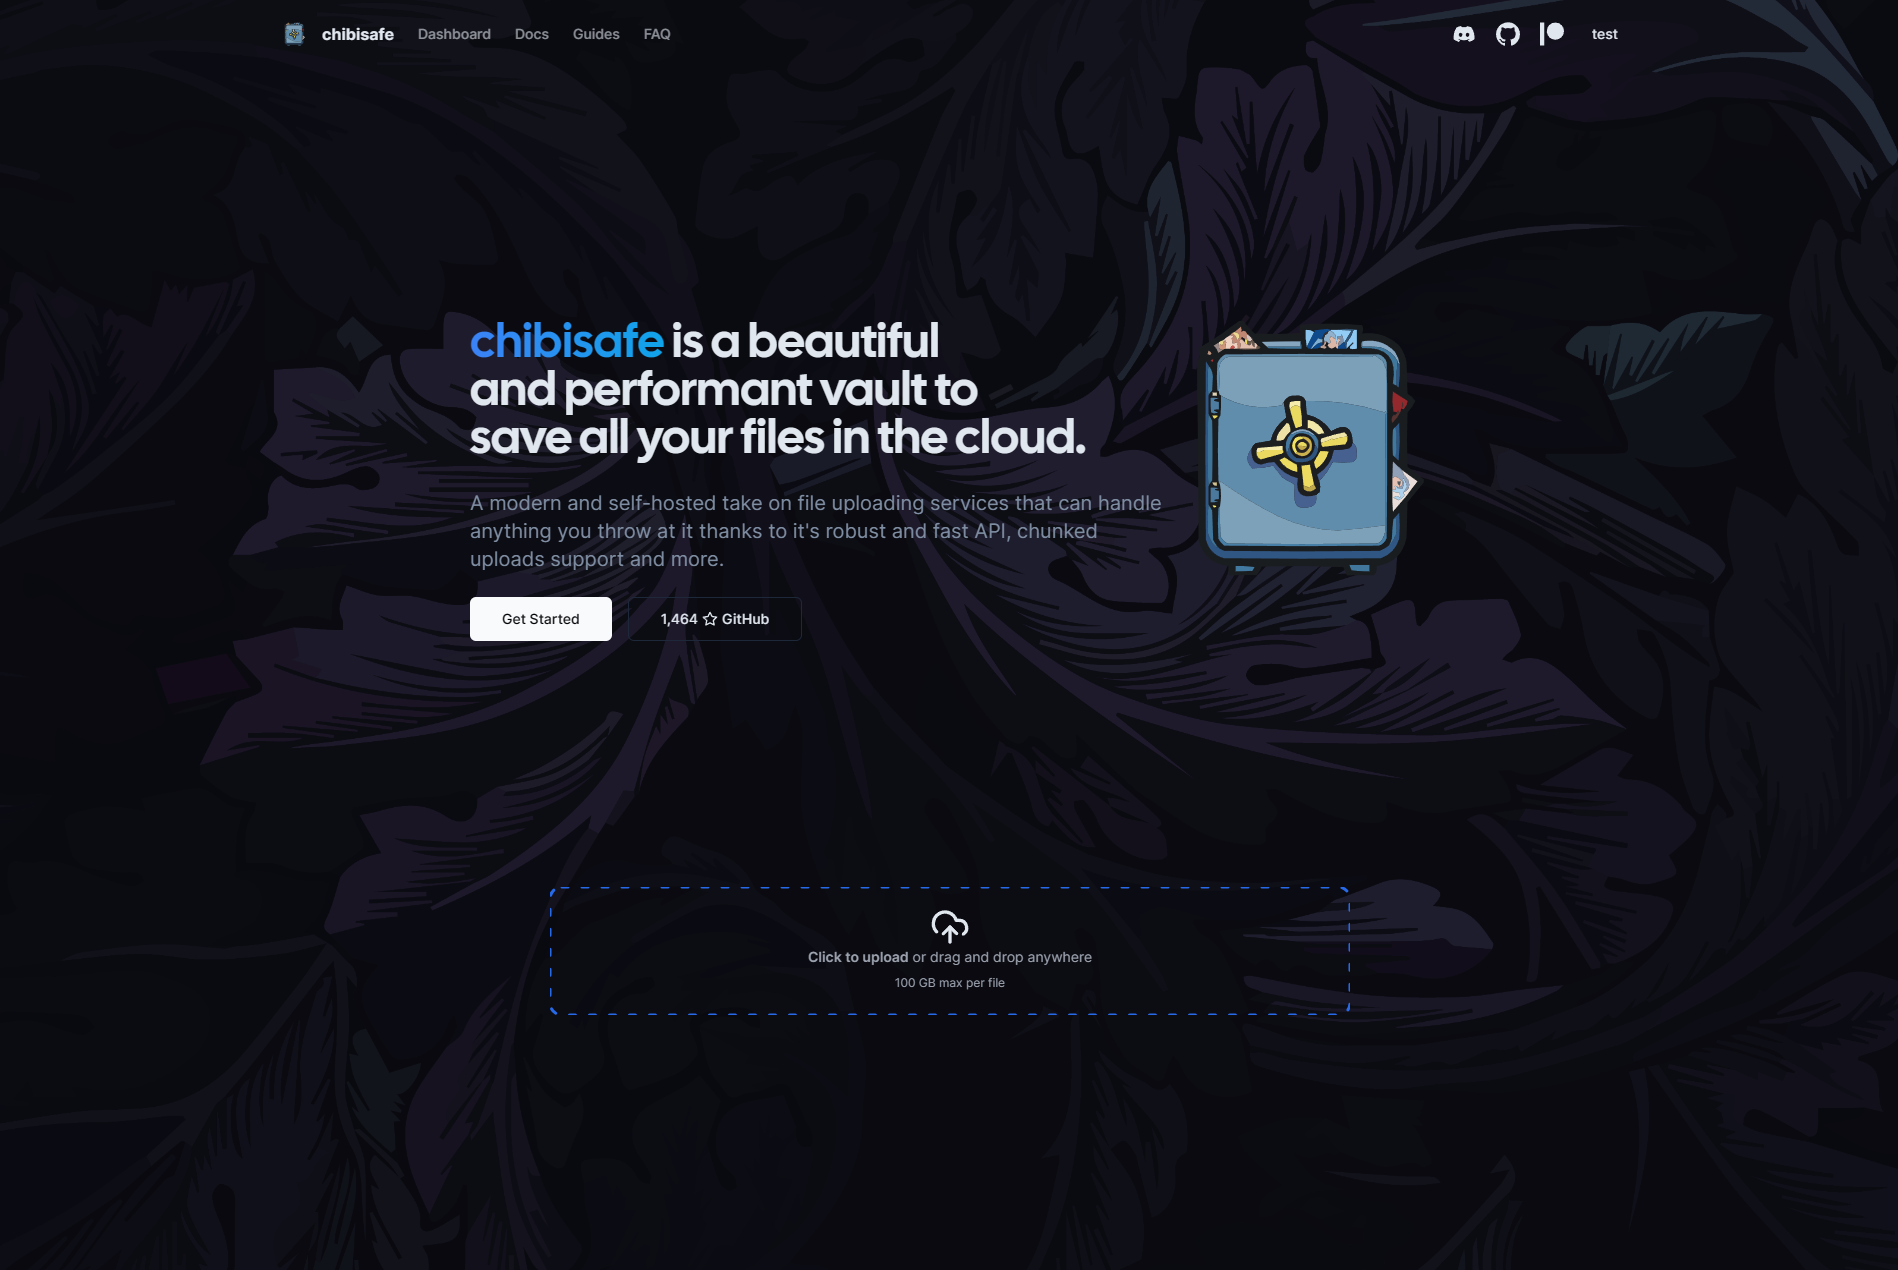 chibisafe Dashboard Docs Guides FAQ test
chibisafe is a beautiful
and performant vault to
save all your files in the cloud.
A modern and self-hosted take on file uploading services that can handle
anything you throw at it thanks to it's robust and fast API, chunked
uploads support and more.
Get Started 1,464 GitHub
Click to upload or drag and drop anywhere
100 GB max per file